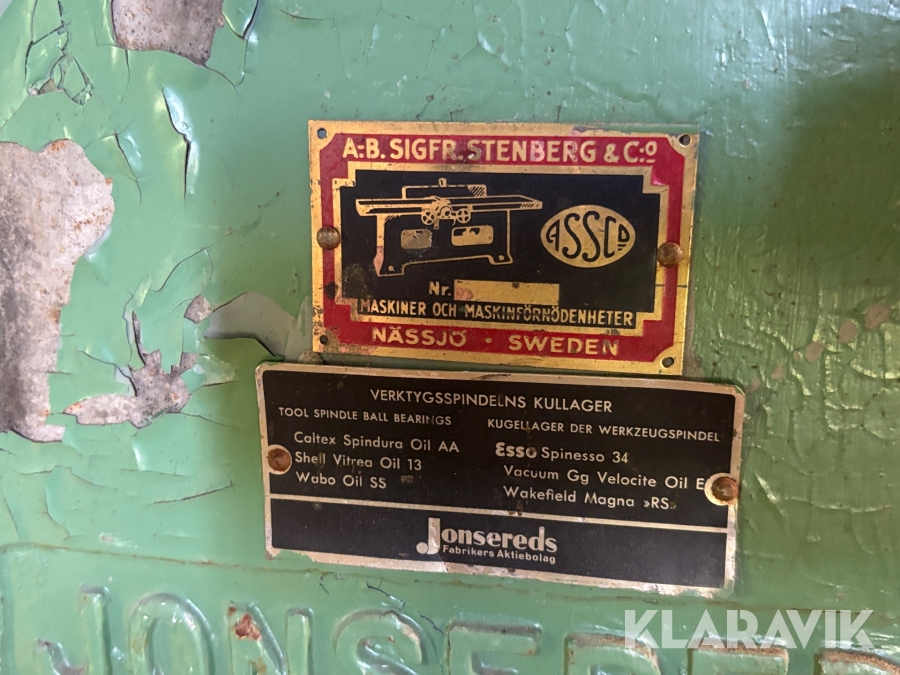 A.-B. SIGFR. STENBERG & C:o
ASSCo
Nr.
MASKINER OCH MASKINFÖRNÖDENHETER
NÄSSJÖ · SWEDEN
VERKTYGSSPINDELNS KULLAGER
TOOL SPINDLE BALL BEARINGS
Caltex Spindura Oil AA
Shell Vitrea Oil 13
Wabo Oil SS
KUGELLAGER DER WERKZEUGSPINDEL
Esso Spinesso 34
Vacuum Gg Velocite Oil E
Wakefield Magna »RS»
Jonsereds
Fabrikers Aktiebolag
KLARAVIK